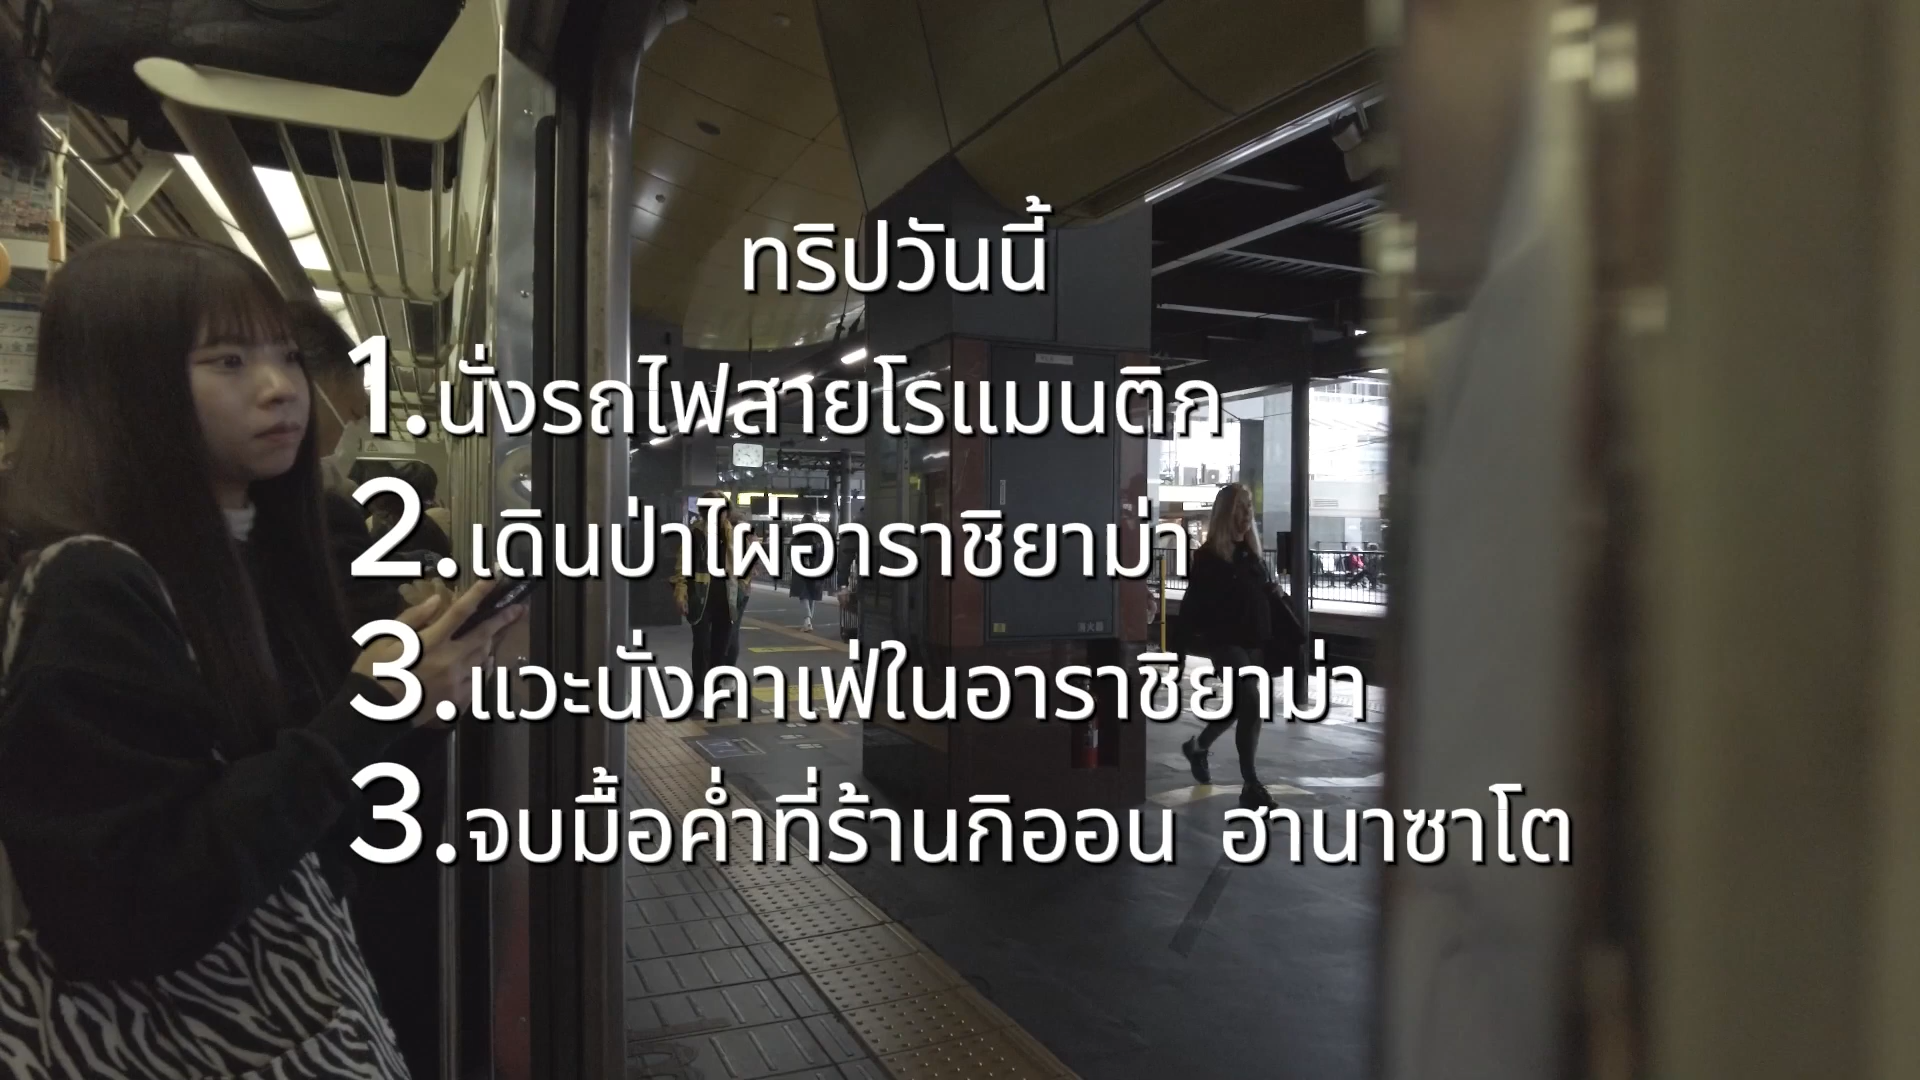 ทริปวันนี้
1.นั่งรถไฟสายโรแมนติก
2.เดินป่าไผ่อาราชิยาม่า
3.แวะนั่งคาเฟ่ในอาราชิยาม่า
3.จบมื้อค่ำที่ร้านกิออน ฮานาซาโต